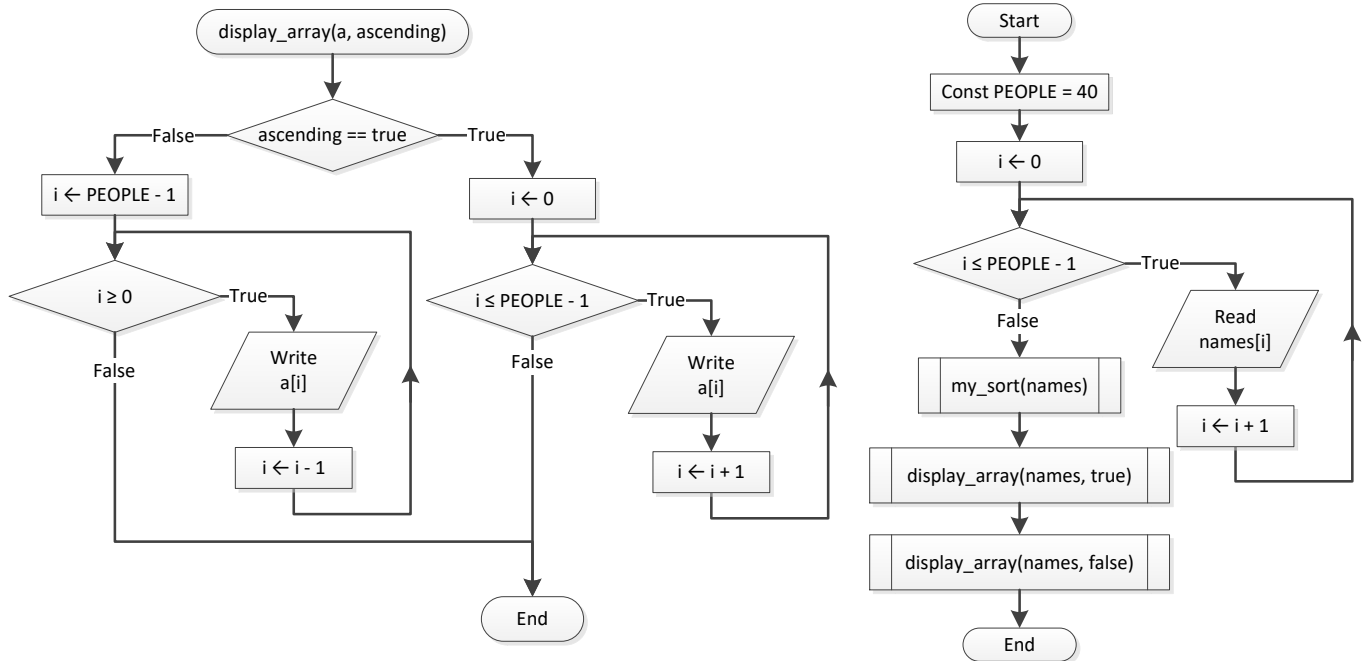 display_array(a, ascending)
ascending == true
False
True
i ← PEOPLE - 1
i ← 0
i ≥ 0
True
False
Write
a[i]
i ← i - 1
i ≤ PEOPLE - 1
True
False
Write
a[i]
i ← i + 1
End
Start
Const PEOPLE = 40
i ← 0
i ≤ PEOPLE - 1
True
False
Read
names[i]
i ← i + 1
my_sort(names)
display_array(names, true)
display_array(names, false)
End